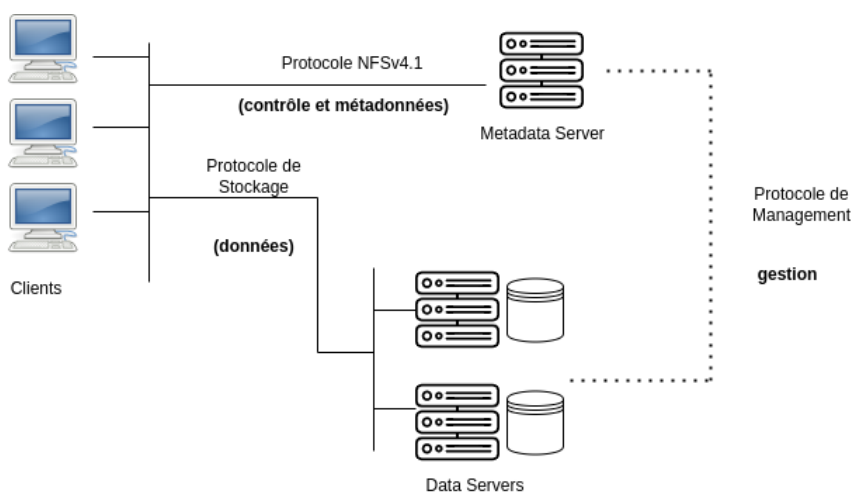 Protocole NFSv4.1
(contrôle et métadonnées)
Metadata Server
Protocole de
Stockage
(données)
Protocole de
Management
gestion
Clients
Data Servers